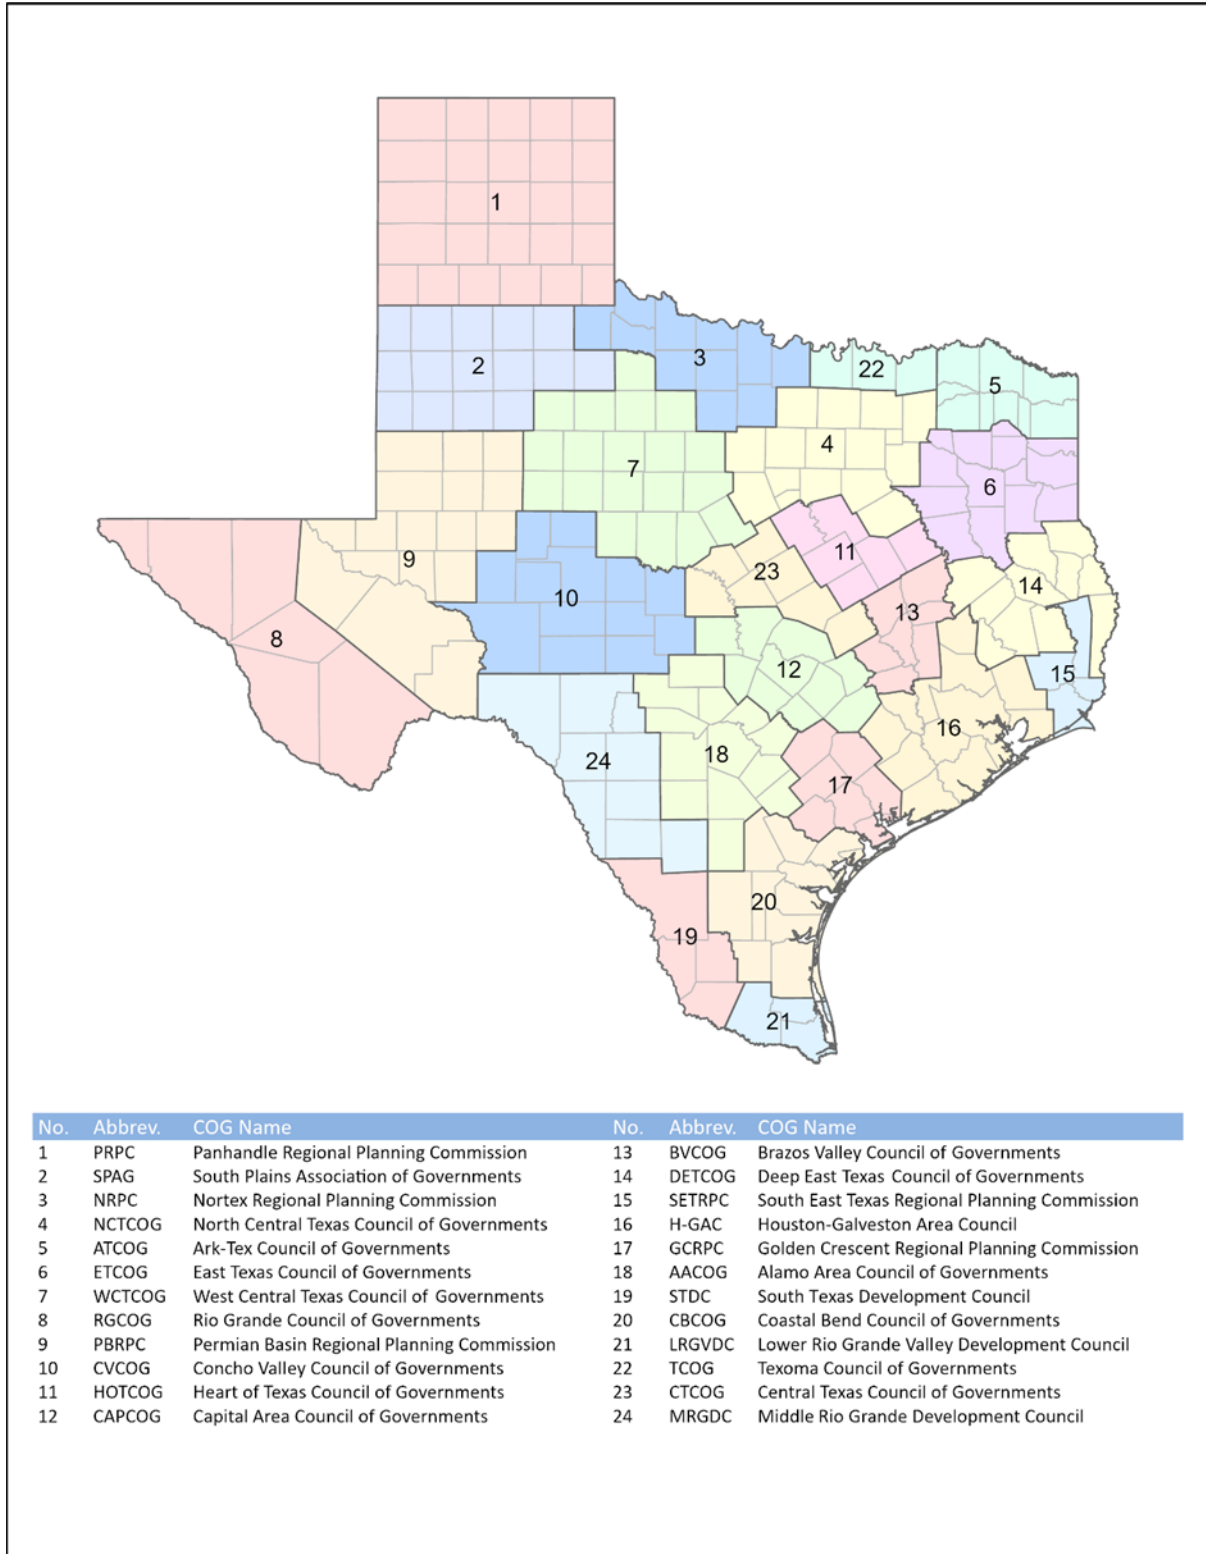 1
2
3
22
5
4
7
6
9
11
23
14
10
13
8
12
15
16
18
24
17
20
19
21
No. Abbrev. COG Name No. Abbrev. COG Name
1 PRPC Panhandle Regional Planning Commission 13 BVCOG Brazos Valley Council of Governments
2 SPAG South Plains Association of Governments 14 DETCOG Deep East Texas Council of Governments
3 NRPC Nortex Regional Planning Commission 15 SETRPC South East Texas Regional Planning Commission
4 NCTCOG North Central Texas Council of Governments 16 H-GAC Houston-Galveston Area Council
5 ATCOG Ark-Tex Council of Governments 17 GCRPC Golden Crescent Regional Planning Commission
6 ETCOG East Texas Council of Governments 18 AACOG Alamo Area Council of Governments
7 WCTCOG West Central Texas Council of Governments 19 STDC South Texas Development Council
8 RGCOG Rio Grande Council of Governments 20 CBCOG Coastal Bend Council of Governments
9 PBRPC Permian Basin Regional Planning Commission 21 LRGVDC Lower Rio Grande Valley Development Council
10 CVCOG Concho Valley Council of Governments 22 TCOG Texoma Council of Governments
11 HOTCOG Heart of Texas Council of Governments 23 CTCOG Central Texas Council of Governments
12 CAPCOG Capital Area Council of Governments 24 MRGDC Middle Rio Grande Development Council